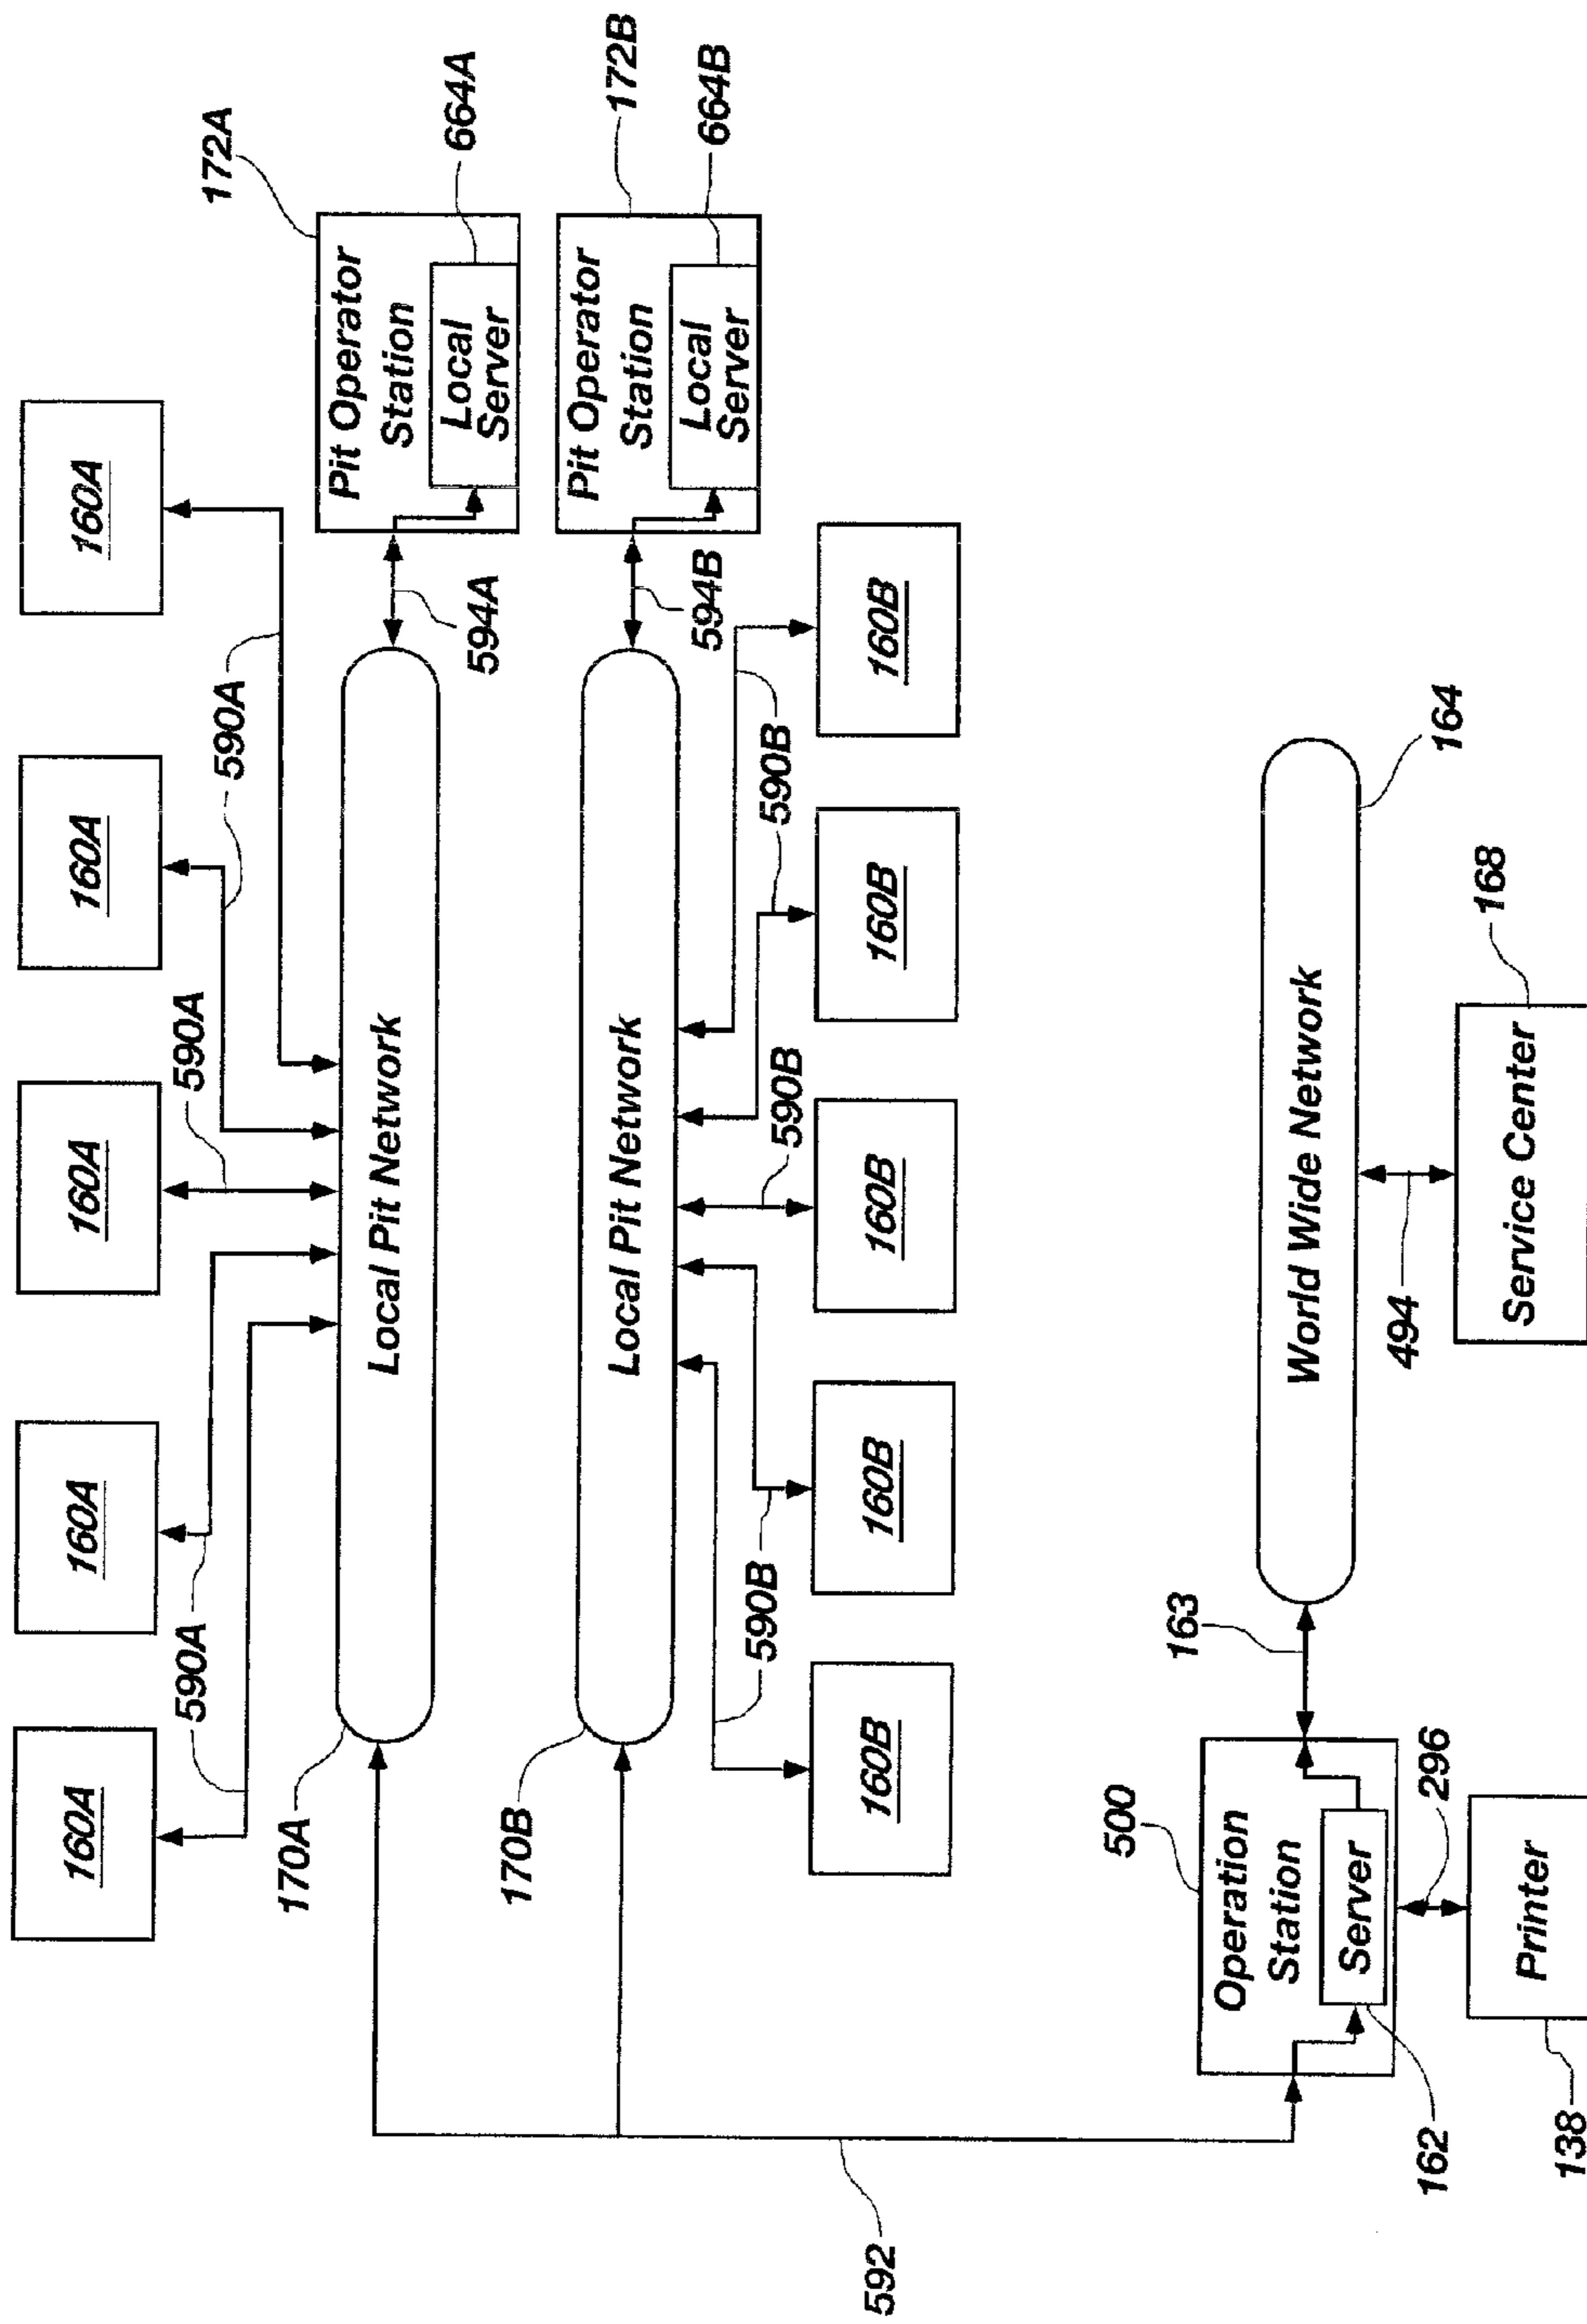 160A
160A
160A
160A
160A
590A
590A
590A
590A
172A
170A
Local Pit Network
594A
Pit Operator
Station
Local
Server
664A
170B
Local Pit Network
594B
Pit Operator
Station
Local
Server
172B
664B
590B
590B
590B
160B
160B
160B
160B
160B
592
500
163
Operation
Station
Server
World Wide Network
164
162
296
494
138
Printer
Service Center
168